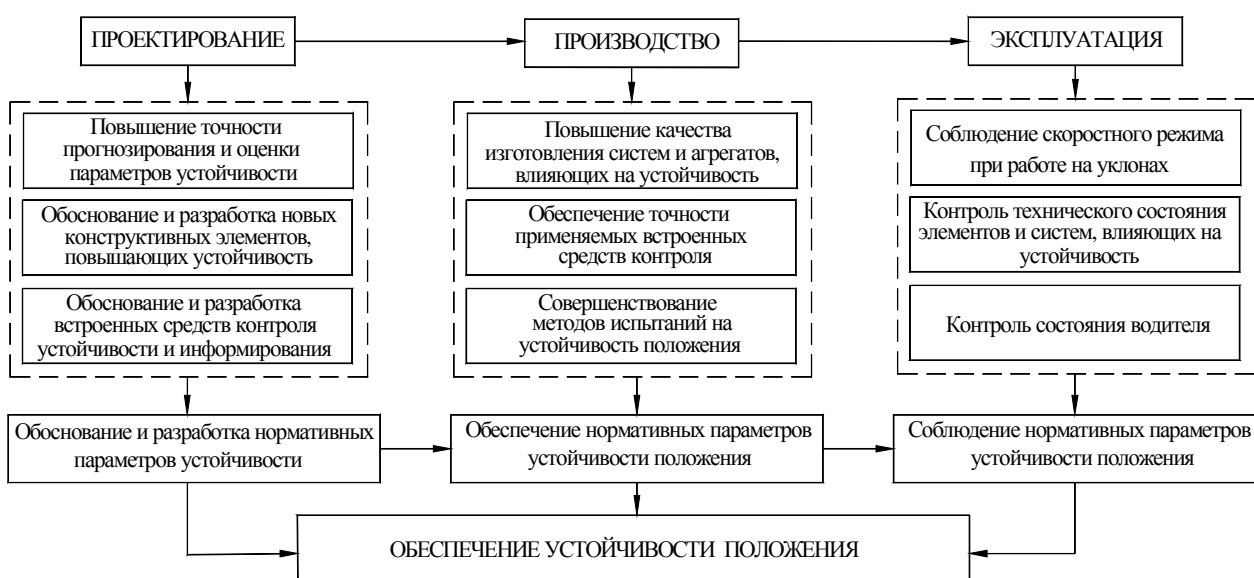 ПРОЕКТИРОВАНИЕ
ПРОИЗВОДСТВО
ЭКСПЛУАТАЦИЯ
Повышение точности
прогнозирования и оценки
параметров устойчивости
Обоснование и разработка новых
конструктивных элементов,
повышающих устойчивость
Обоснование и разработка
встроенных средств контроля
устойчивости и информирования
Повышение качества
изготовления систем и агрегатов,
влияющих на устойчивость
Обеспечение точности
применяемых встроенных
средств контроля
Совершенствование
методов испытаний на
устойчивость положения
Соблюдение скоростного режима
при работе на уклонах
Контроль технического состояния
элементов и систем, влияющих на
устойчивость
Контроль состояния водителя
Обоснование и разработка нормативных
параметров устойчивости
Обеспечение нормативных параметров
устойчивости положения
Соблюдение нормативных параметров
устойчивости положения
ОБЕСПЕЧЕНИЕ УСТОЙЧИВОСТИ ПОЛОЖЕНИЯ